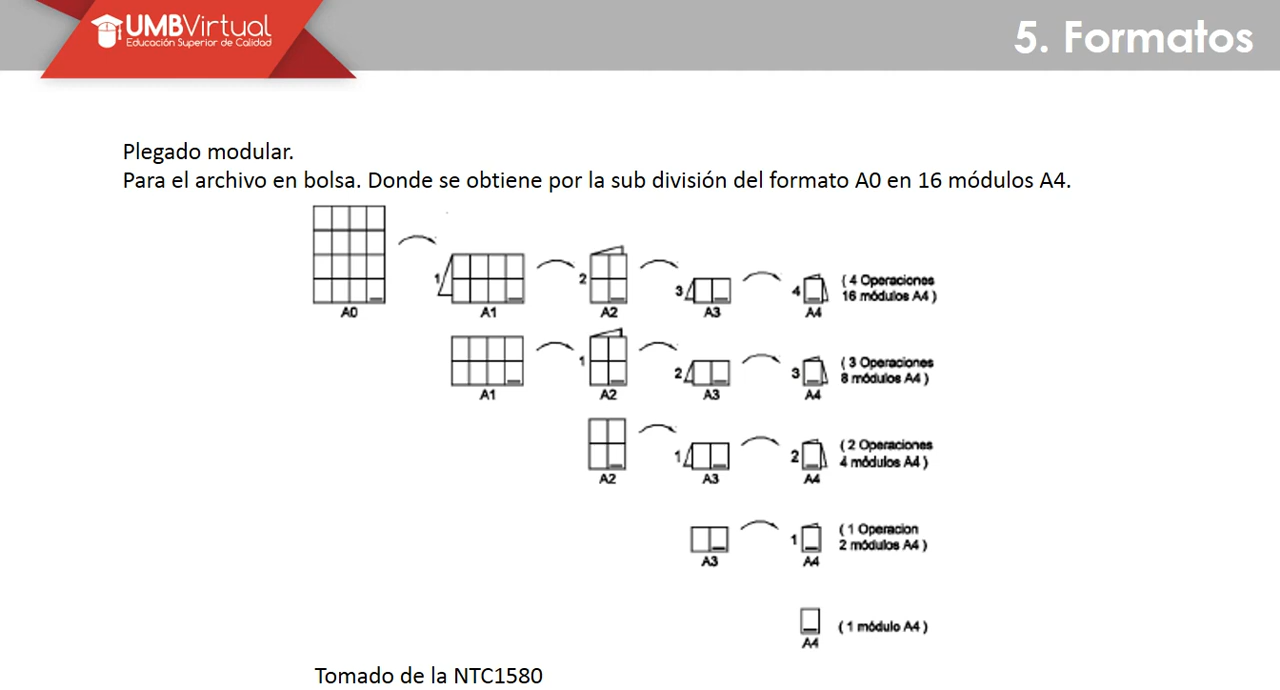 UMBVirtual
Educación Superior de Calidad
5. Formatos
Plegado modular.
Para el archivo en bolsa. Donde se obtiene por la sub división del formato A0 en 16 módulos A4.
1 2 3 4 ( 4 Operaciones
16 módulos A4 )
A0 A1 A2 A3 A4
1 2 3 ( 3 Operaciones
8 módulos A4 )
A1 A2 A3 A4
1 2 ( 2 Operaciones
4 módulos A4 )
A2 A3 A4
1 ( 1 Operacion
2 módulos A4 )
A3 A4
( 1 módulo A4 )
A4
Tomado de la NTC1580